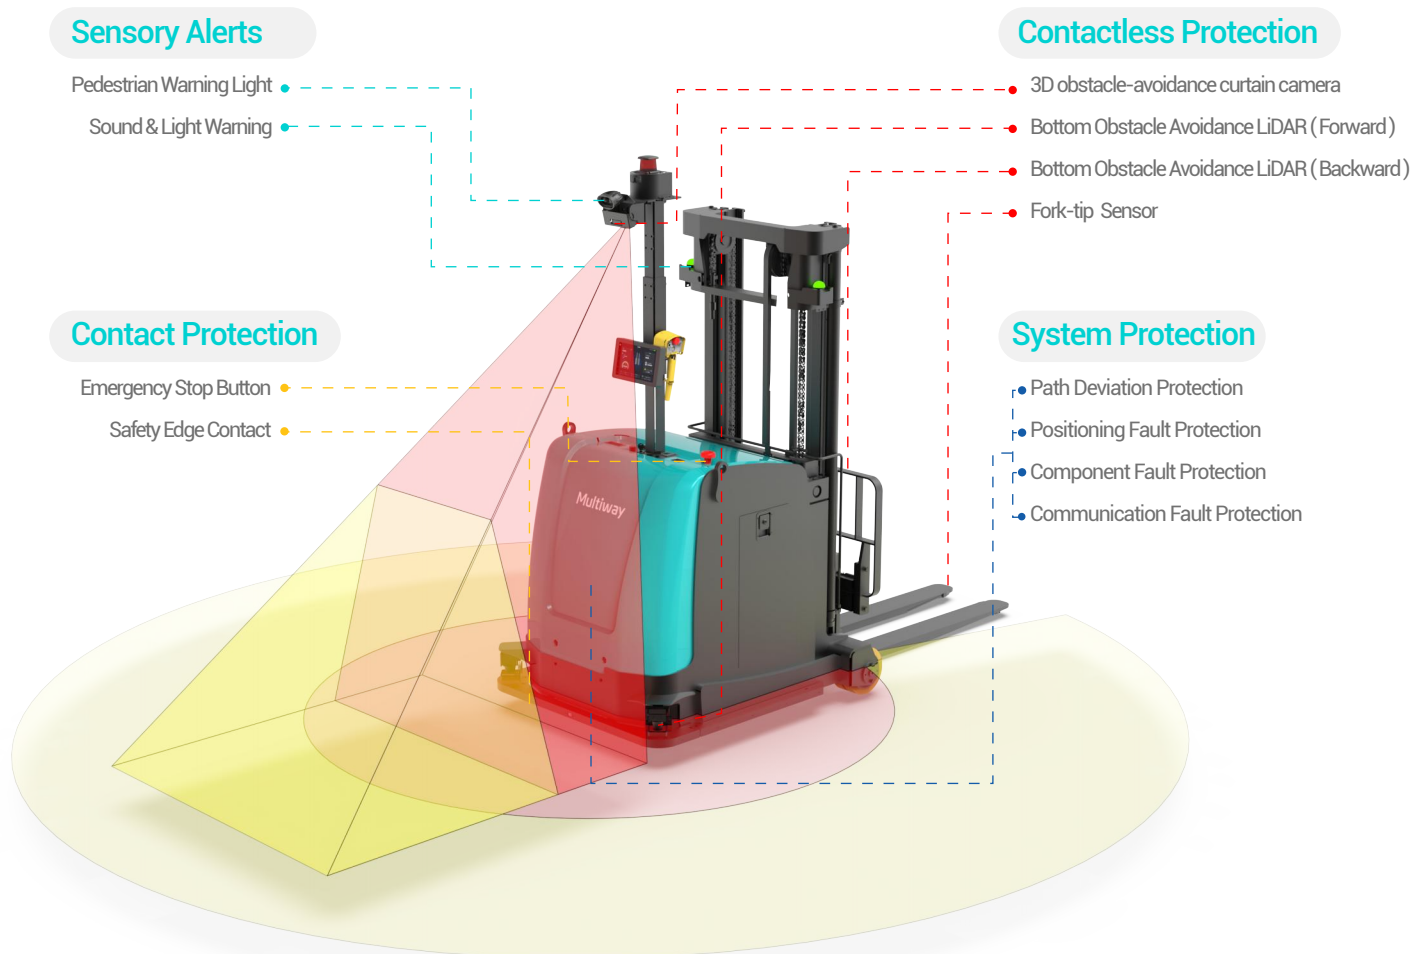 Sensory Alerts
Pedestrian Warning Light
Sound & Light Warning
Contact Protection
Emergency Stop Button
Safety Edge Contact
Contactless Protection
3D obstacle-avoidance curtain camera
Bottom Obstacle Avoidance LiDAR ( Forward )
Bottom Obstacle Avoidance LiDAR ( Backward )
Fork-tip Sensor
System Protection
Path Deviation Protection
Positioning Fault Protection
Component Fault Protection
Communication Fault Protection
Multiway